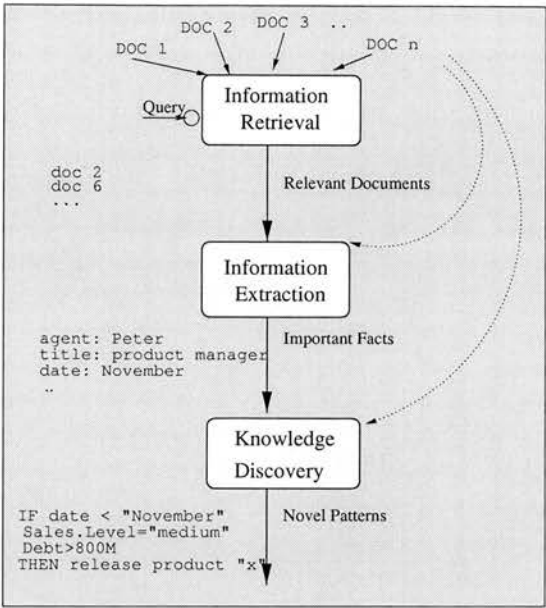 DOC 1
DOC 2
DOC 3 ..
DOC n
Query
Information
Retrieval
doc 2
doc 6
...
Relevant Documents
Information
Extraction
agent: Peter
title: product manager
date: November
..
Important Facts
Knowledge
Discovery
IF date < "November"
Sales.Level="medium"
Debt>800M
THEN release product "x"
Novel Patterns